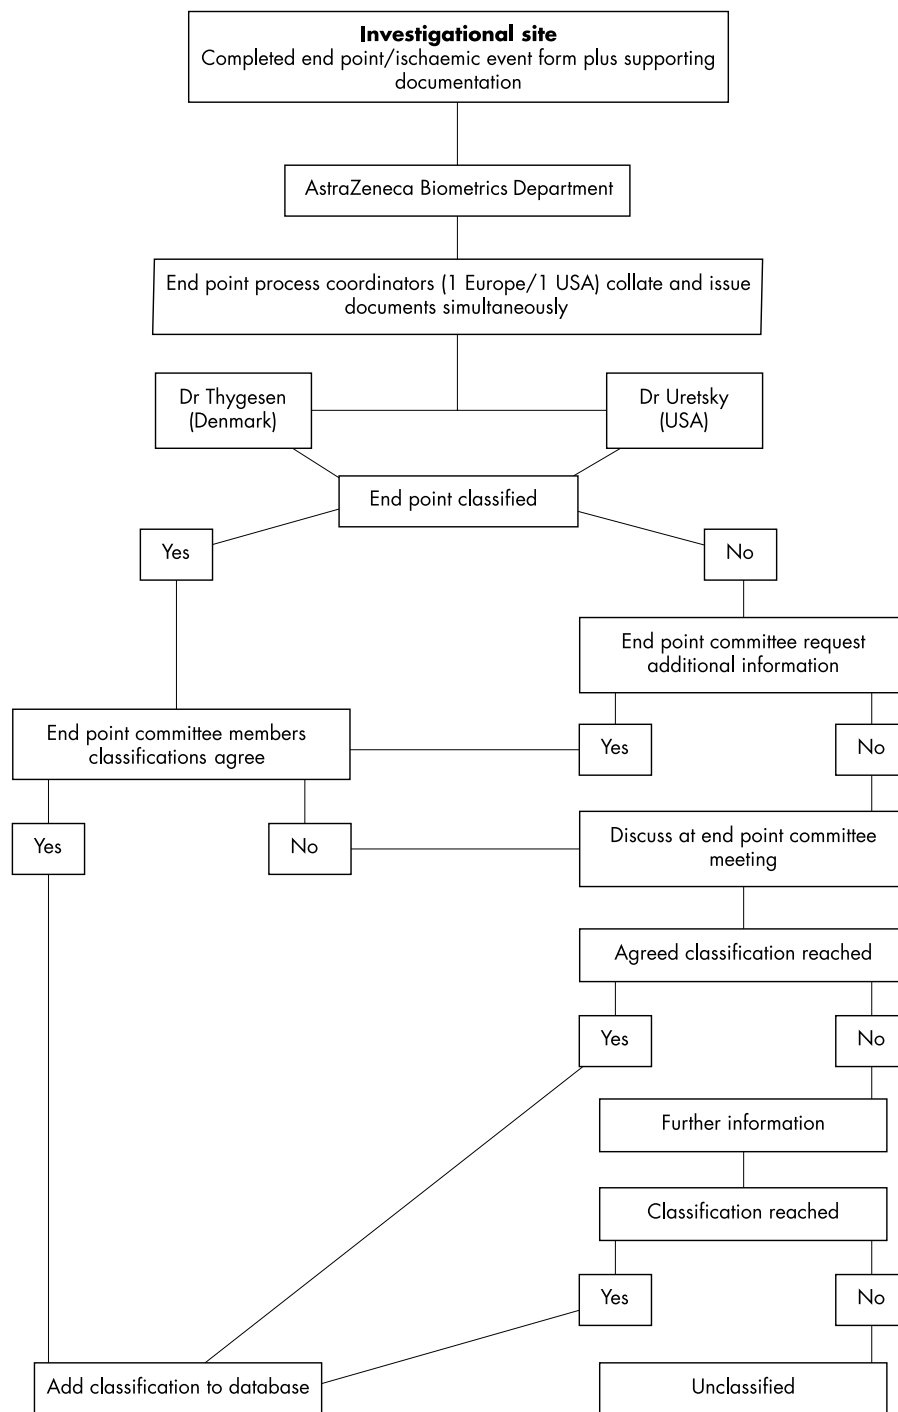 Investigational site
Completed end point/ischaemic event form plus supporting
documentation
AstraZeneca Biometrics Department
End point process coordinators (1 Europe/1 USA) collate and issue
documents simultaneously
Dr Thygesen
(Denmark)
Dr Uretsky
(USA)
End point classified
Yes
No
End point committee request
additional information
End point committee members
classifications agree
Yes
No
Yes
No
Discuss at end point committee
meeting
Agreed classification reached
Yes
No
Further information
Classification reached
Yes
No
Add classification to database
Unclassified